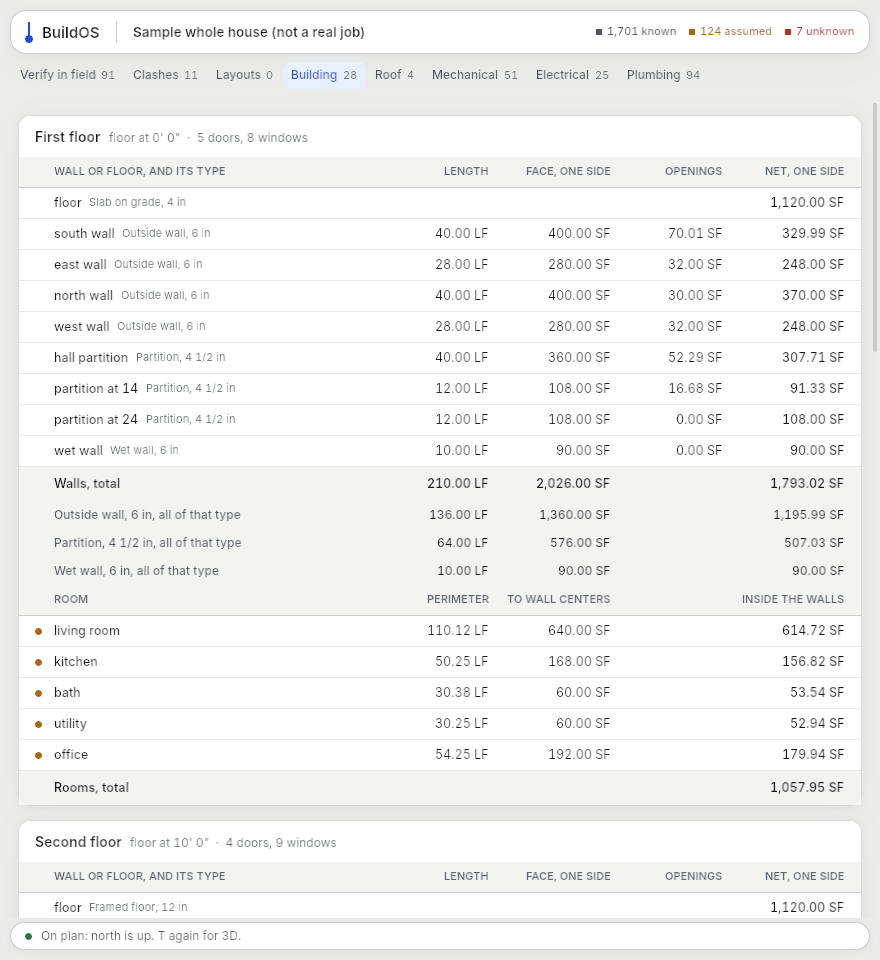 BuildOS Sample whole house (not a real job) 1,701 known 124 assumed 7 unknown
Verify in field 91 Clashes 11 Layouts 0 Building 28 Roof 4 Mechanical 51 Electrical 25 Plumbing 94
First floor floor at 0' 0" · 5 doors, 8 windows
WALL OR FLOOR, AND ITS TYPE LENGTH FACE, ONE SIDE OPENINGS NET, ONE SIDE
floor Slab on grade, 4 in 1,120.00 SF
south wall Outside wall, 6 in 40.00 LF 400.00 SF 70.01 SF 329.99 SF
east wall Outside wall, 6 in 28.00 LF 280.00 SF 32.00 SF 248.00 SF
north wall Outside wall, 6 in 40.00 LF 400.00 SF 30.00 SF 370.00 SF
west wall Outside wall, 6 in 28.00 LF 280.00 SF 32.00 SF 248.00 SF
hall partition Partition, 4 1/2 in 40.00 LF 360.00 SF 52.29 SF 307.71 SF
partition at 14 Partition, 4 1/2 in 12.00 LF 108.00 SF 16.68 SF 91.33 SF
partition at 24 Partition, 4 1/2 in 12.00 LF 108.00 SF 0.00 SF 108.00 SF
wet wall Wet wall, 6 in 10.00 LF 90.00 SF 0.00 SF 90.00 SF
Walls, total 210.00 LF 2,026.00 SF 1,793.02 SF
Outside wall, 6 in, all of that type 136.00 LF 1,360.00 SF 1,195.99 SF
Partition, 4 1/2 in, all of that type 64.00 LF 576.00 SF 507.03 SF
Wet wall, 6 in, all of that type 10.00 LF 90.00 SF 90.00 SF
ROOM PERIMETER TO WALL CENTERS INSIDE THE WALLS
living room 110.12 LF 640.00 SF 614.72 SF
kitchen 50.25 LF 168.00 SF 156.82 SF
bath 30.38 LF 60.00 SF 53.54 SF
utility 30.25 LF 60.00 SF 52.94 SF
office 54.25 LF 192.00 SF 179.94 SF
Rooms, total 1,057.95 SF
Second floor floor at 10' 0" · 4 doors, 9 windows
WALL OR FLOOR, AND ITS TYPE LENGTH FACE, ONE SIDE OPENINGS NET, ONE SIDE
floor Framed floor, 12 in 1,120.00 SF
On plan: north is up. T again for 3D.